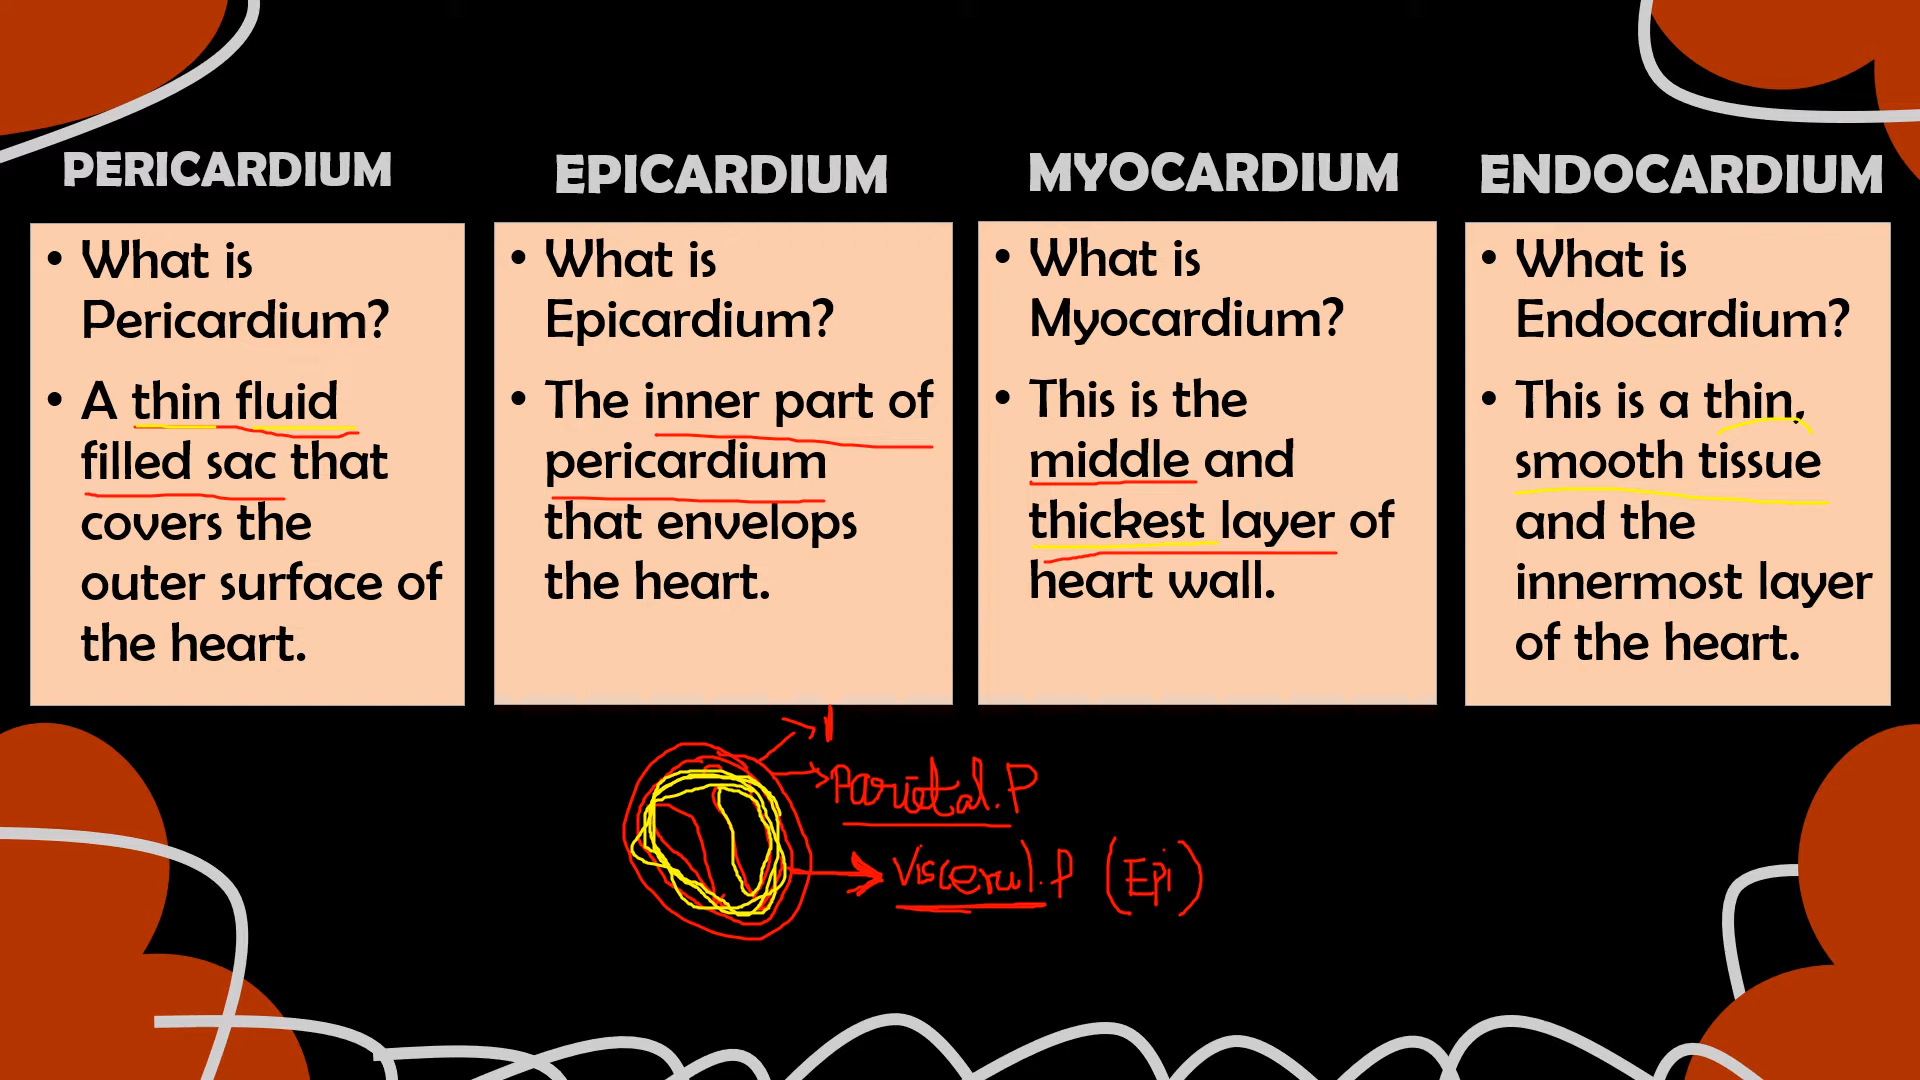 PERICARDIUM
• What is
Pericardium?
• A thin fluid
filled sac that
covers the
outer surface of
the heart.
EPICARDIUM
• What is
Epicardium?
• The inner part of
pericardium
that envelops
the heart.
MYOCARDIUM
• What is
Myocardium?
• This is the
middle and
thickest layer of
heart wall.
ENDOCARDIUM
• What is
Endocardium?
• This is a thin,
smooth tissue
and the
innermost layer
of the heart.
Parietal. P
Visceral. P (Epi)